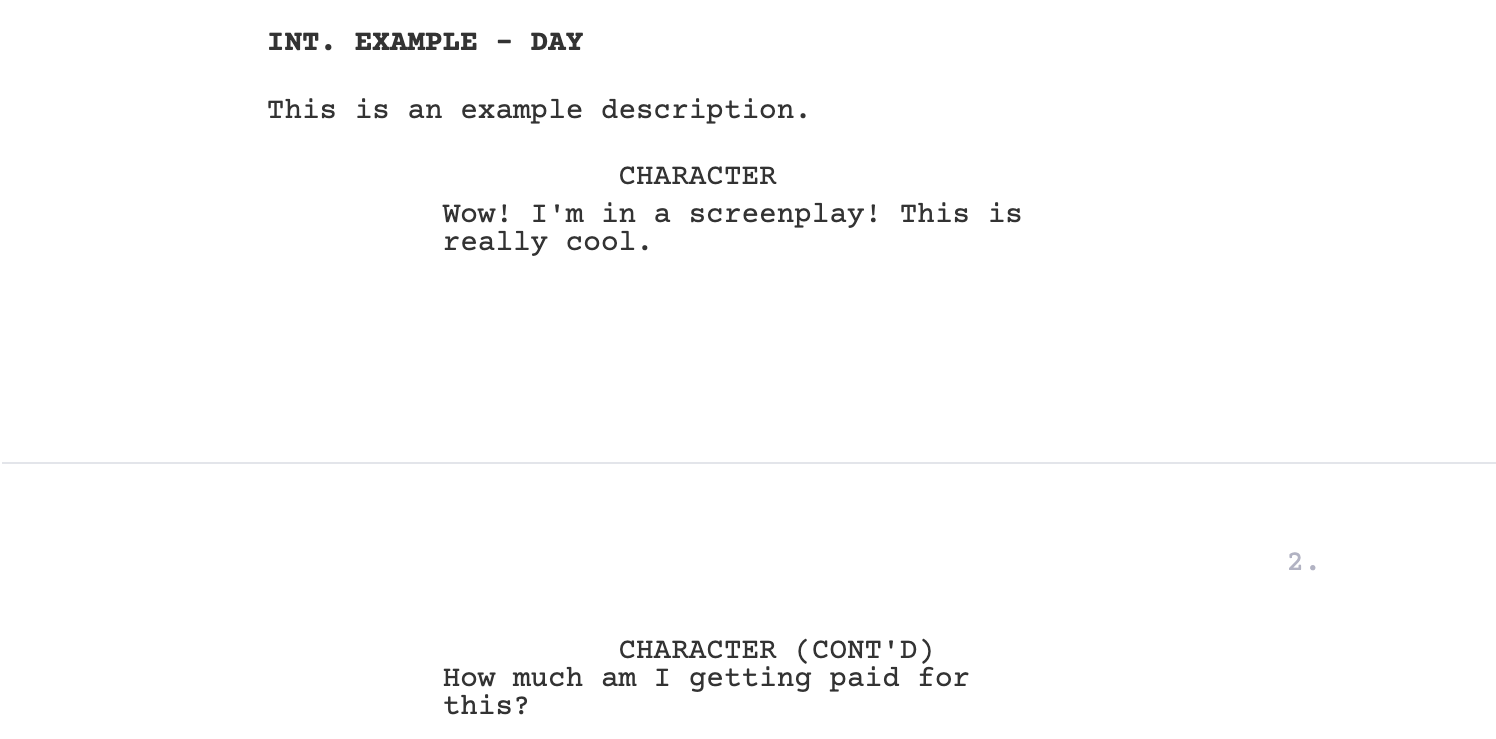 INT. EXAMPLE - DAY
This is an example description.
CHARACTER
Wow! I'm in a screenplay! This is
really cool.
2.
CHARACTER (CONT'D)
How much am I getting paid for
this?